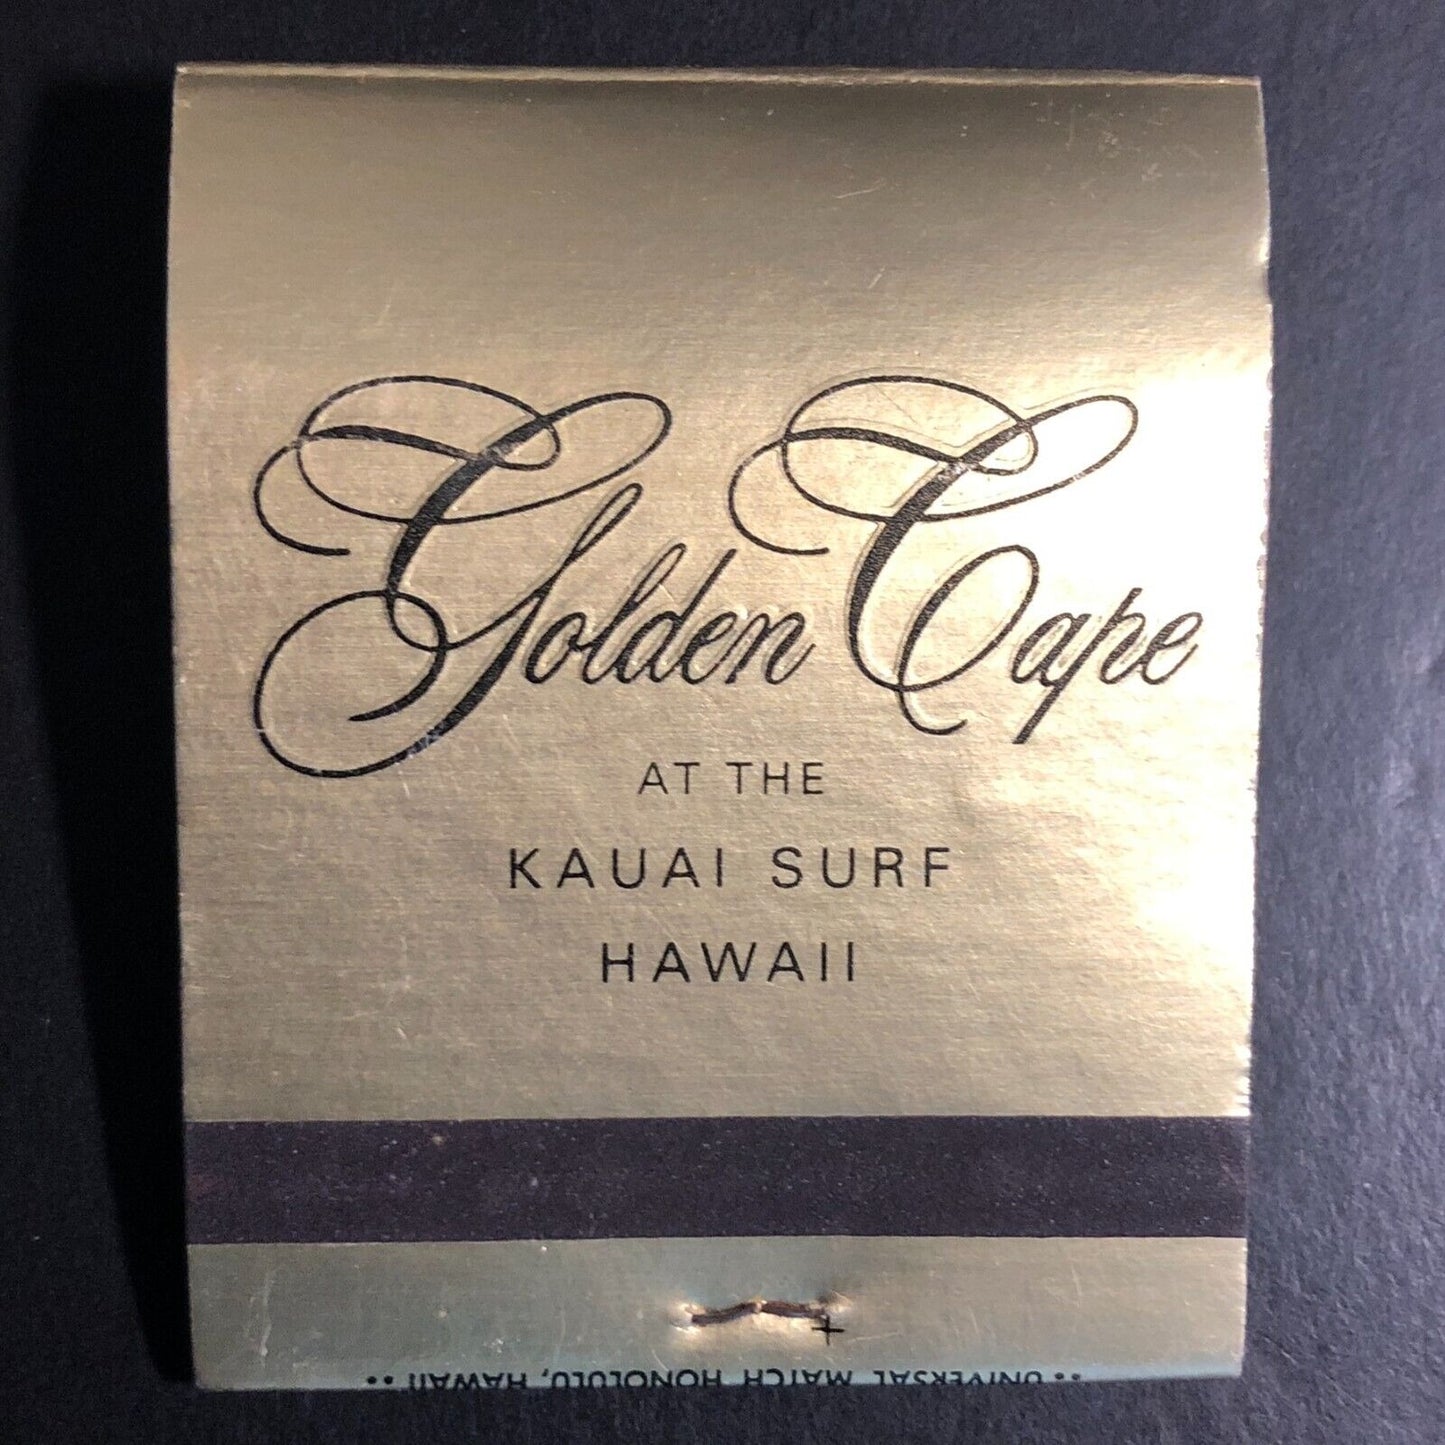 Golden Cape
AT THE
KAUAI SURF
HAWAII
•• UNIVERSAL MATCH HONOLULU, HAWAII ••